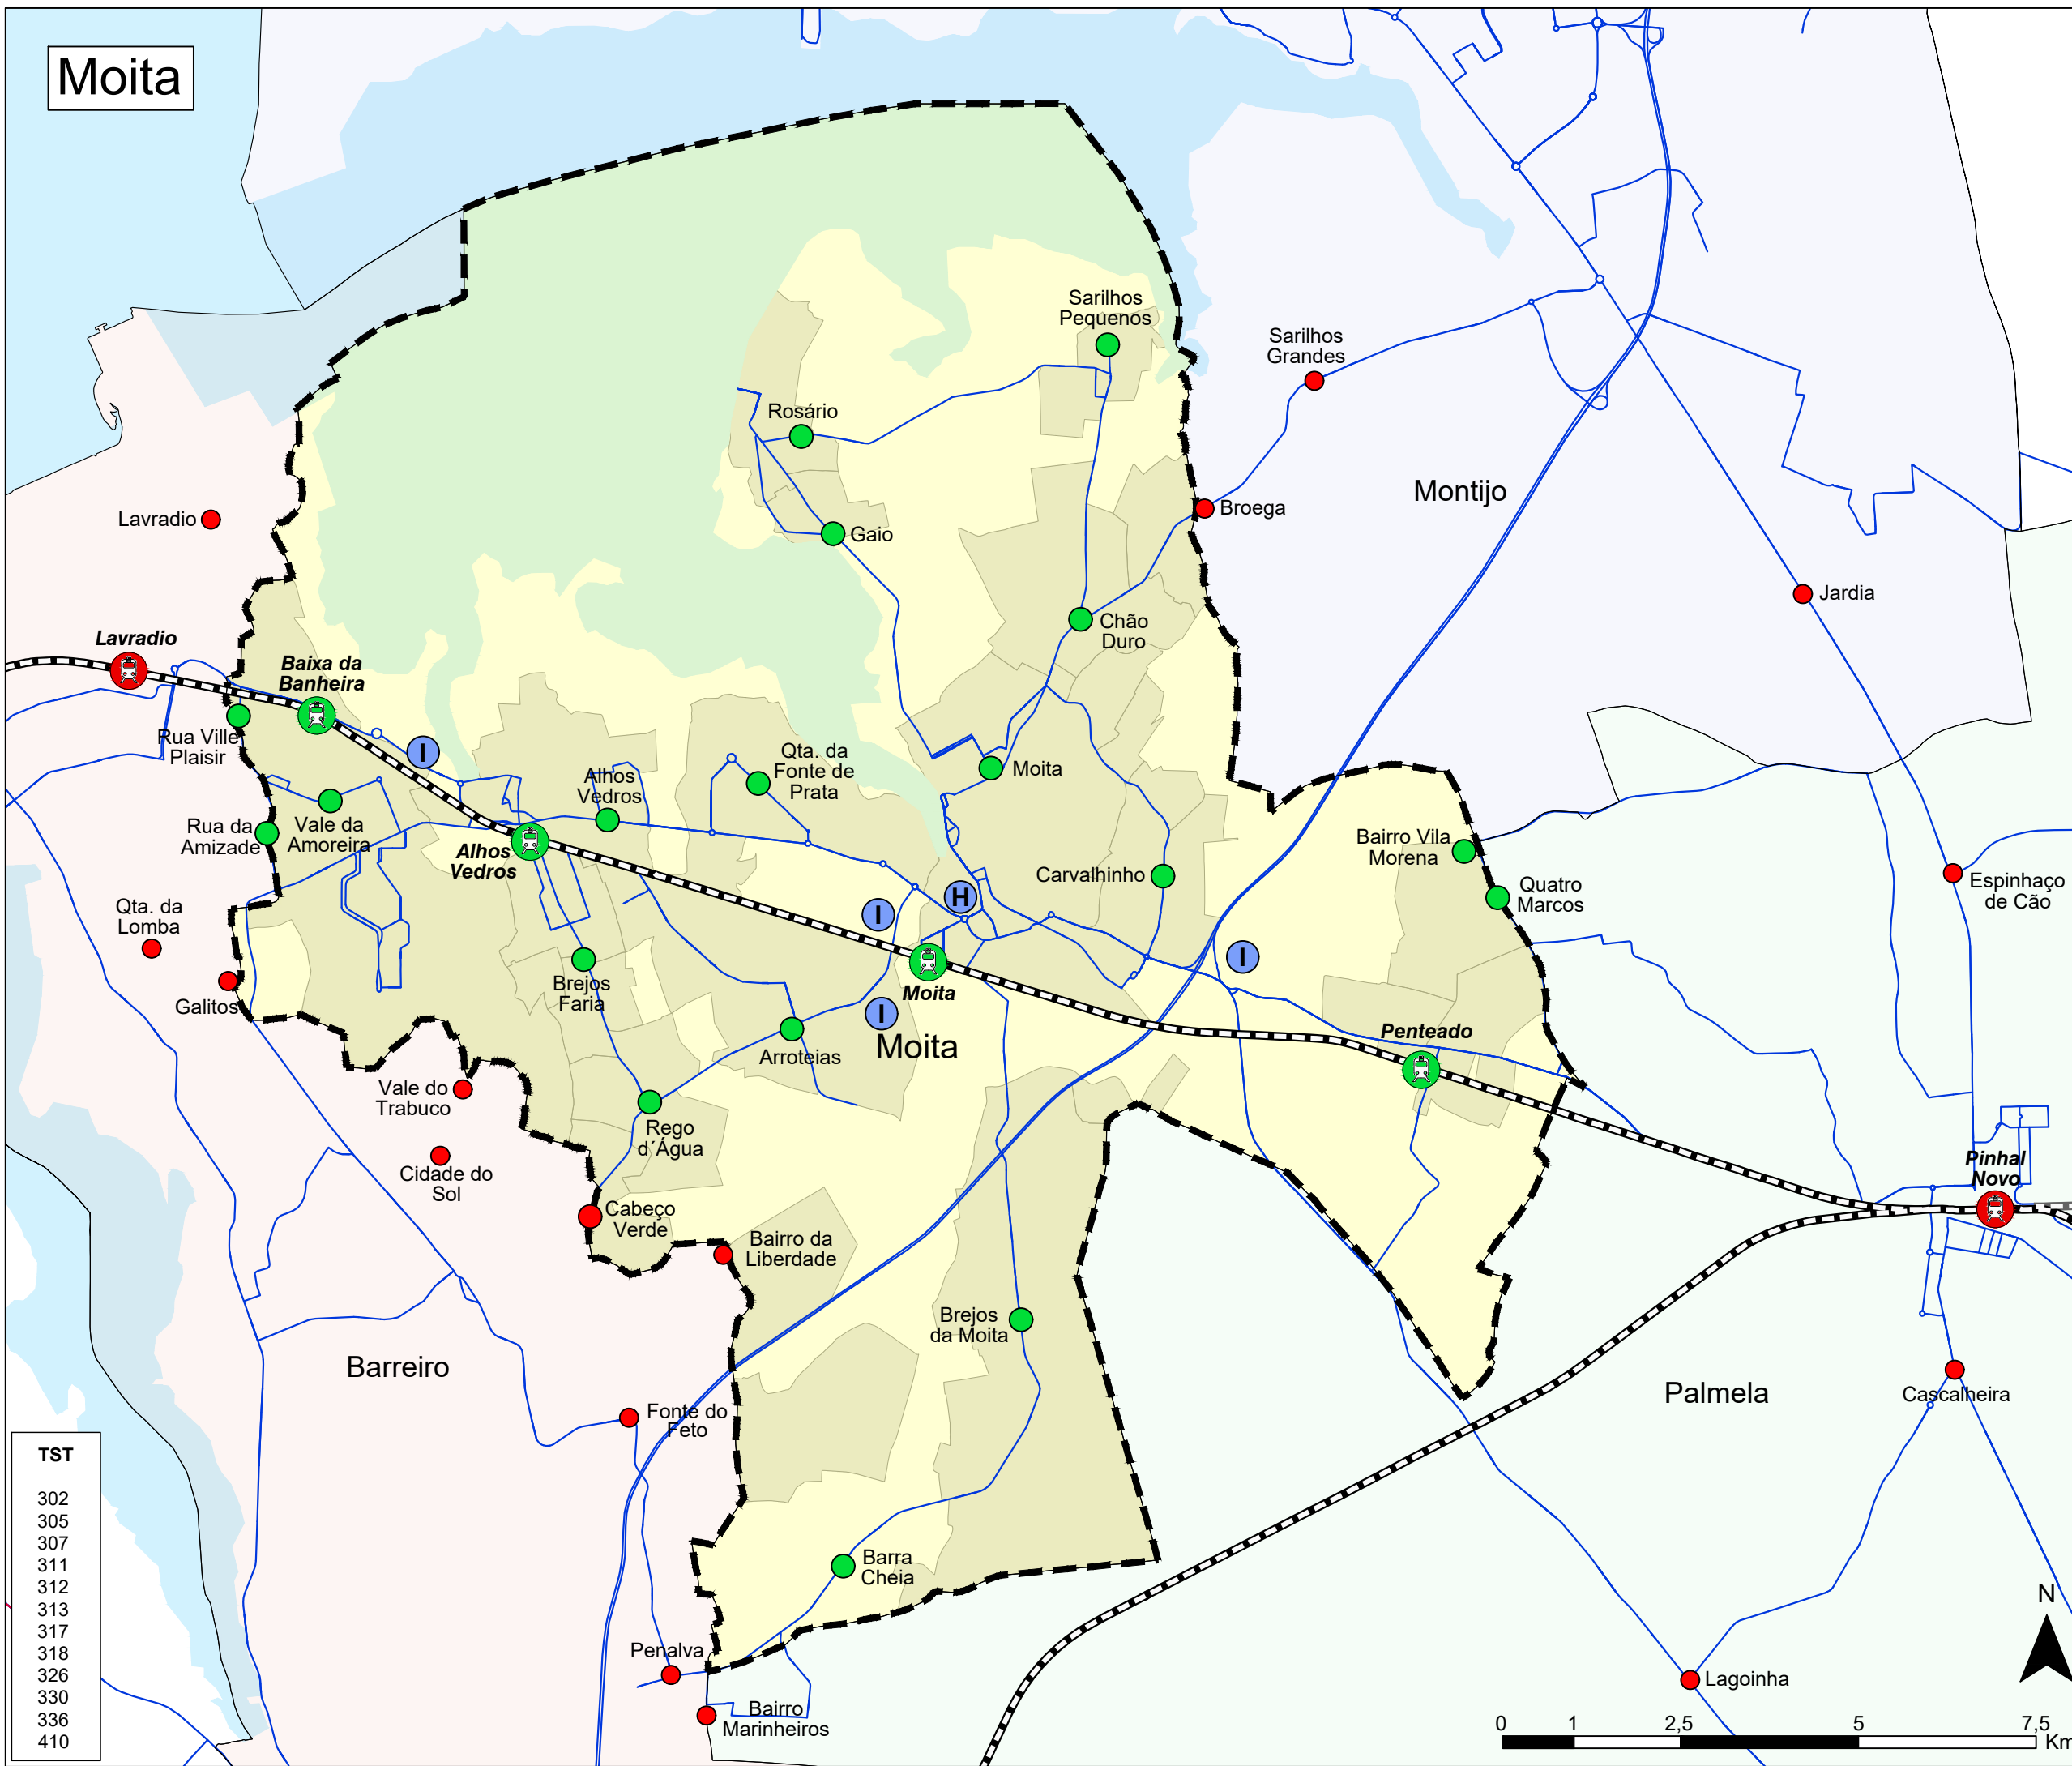 Moita
Sarilhos
Pequenos
Sarilhos
Grandes
Rosário
Montijo
Broega
Lavradio
Gaio
Jardia
Chão
Duro
Lavradio
Baixa da
Banheira
Rua Ville
Plaisir
I
Alhos
Vedros
Qta. da
Fonte de
Prata
Moita
Rua da
Amizade
Vale da
Amoreira
Alhos
Vedros
Bairro Vila
Morena
Carvalhinho
Quatro
Marcos
Espinhaço
de Cão
Qta. da
Lomba
H
I
I
Galitos
Brejos
Faria
Moita
I
Moita
Arroteias
Penteado
Vale do
Trabuco
Rego
d´Água
Cidade do
Sol
Pinhal
Novo
Cabeço
Verde
Bairro da
Liberdade
Brejos
da Moita
Barreiro
Palmela
Cascalheira
Fonte do
Feto
TST
302
305
307
311
312
313
317
318
326
330
336
410
Barra
Cheia
Penalva
Bairro
Marinheiros
Lagoinha
N
0 1 2,5 5 7,5
Km